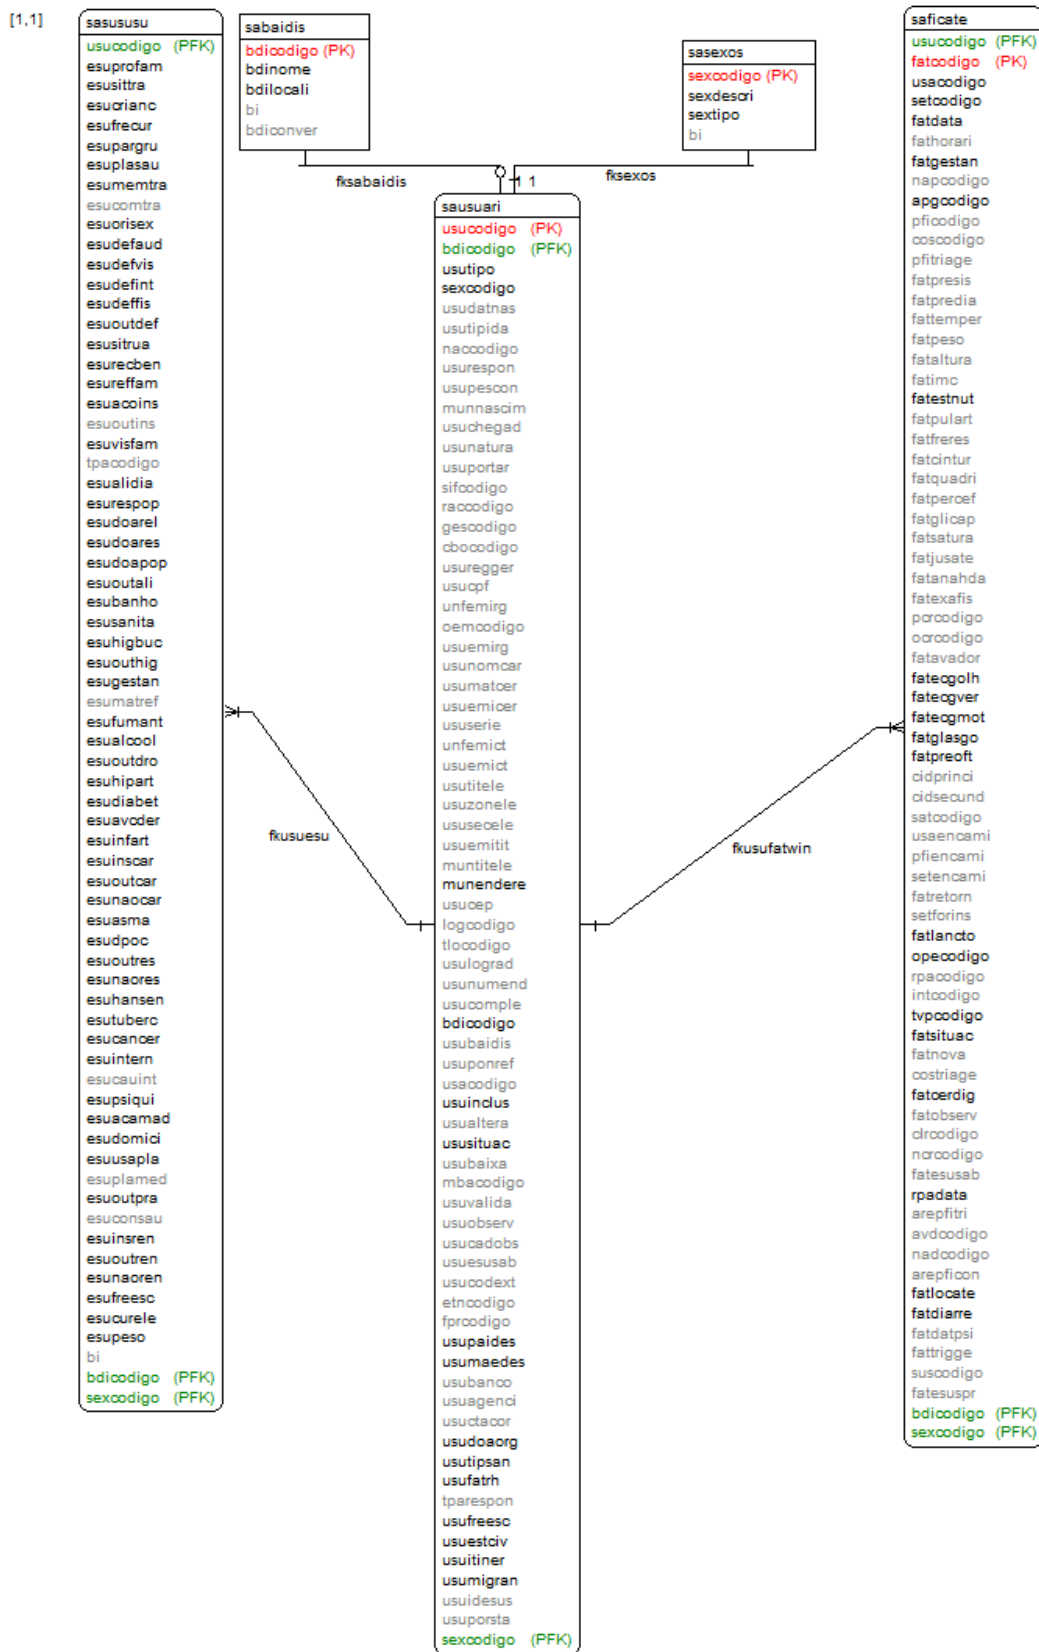 [1,1]
sasususu
usucodigo (PFK)
esuprofam
esusittra
esucrianc
esufrecur
esupargru
esuplasau
esumemtra
esucomtra
esuorisex
esudefaud
esudefvis
esudefint
esudeffis
esuoutdef
esusitrua
esurecben
esureffam
esuacoins
esuoutins
esuvisfam
tpacodigo
esualidia
esurespop
esudoarel
esudoares
esudoapop
esuoutali
esubanho
esusanita
esuhigbuc
esuouthig
esugestan
esumatref
esufumant
esualcool
esuoutdro
esuhipart
esudiabet
esuavcder
esuinfart
esuinscar
esuoutcar
esunaocar
esuasma
esudpoc
esuoutres
esunaores
esuhansen
esutuberc
esucancer
esuintern
esucauint
esupsiqui
esuacamad
esudomici
esuusapla
esuplamed
esuoutpra
esuconsau
esuinsren
esuoutren
esunaoren
esufreesc
esucurele
esupeso
bi
bdicodigo (PFK)
sexcodigo (PFK)
sabaidis
bdicodigo (PK)
bdinome
bdilocali
bi
bdiconver
sasexos
sexcodigo (PK)
sexdescri
sextipo
bi
fksabaidis
1 1
fksexos
sausuari
usucodigo (PK)
bdicodigo (PFK)
usutipo
sexcodigo
usudatnas
usutipida
naccodigo
usurespon
usupescon
munnascim
usuchegad
usunatura
usuportar
sifcodigo
raccodigo
gescodigo
cbocodigo
usuregger
usucpf
unfemirg
oemcodigo
usuemirg
usunomcar
usumatcer
usuemicer
ususerie
unfemict
usuemict
usutitele
usuzonele
ususecele
usuemitit
muntitele
munendere
usucep
logcodigo
tlocodigo
usulograd
usunumend
usucomple
bdicodigo
usubaidis
usuponref
usacodigo
usuinclus
usualtera
ususituac
usubaixa
mbacodigo
usuvalida
usuobserv
usucadobs
usuesusab
usucodext
etncodigo
fprcodigo
usupaides
usumaedes
usubanco
usuagenci
usuctacor
usudoaorg
usutipsan
usufatrh
tparespon
usufreesc
usuestciv
usuitiner
usumigran
usuidesus
usuporsta
sexcodigo (PFK)
fkusuesu
fkusufatwin
saficate
usucodigo (PFK)
fatcodigo (PK)
usacodigo
setcodigo
fatdata
fathorari
fatgestan
napcodigo
apgcodigo
pficodigo
coscodigo
pfitriage
fatpresis
fatpredia
fattemper
fatpeso
fataltura
fatimc
fatestnut
fatpulart
fatfreres
fatcintur
fatquadri
fatpercef
fatglicap
fatsatura
fatjusate
fatanahda
fatexafis
porcodigo
ocrcodigo
fatavador
fatecgolh
fatecgver
fatecgmot
fatglasgo
fatpreoft
cidprinci
cidsecund
satcodigo
usaencami
pfiencami
setencami
fatretorn
setforins
fatlancto
opecodigo
rpacodigo
intcodigo
tvpcodigo
fatsituac
fatnova
costriage
fatcerdig
fatobserv
clrcodigo
norcodigo
fatesusab
rpadata
arepfitri
avdcodigo
nadcodigo
arepficon
fatlocate
fatdiarre
fatdatpsi
fattrigge
suscodigo
fatesuspr
bdicodigo (PFK)
sexcodigo (PFK)